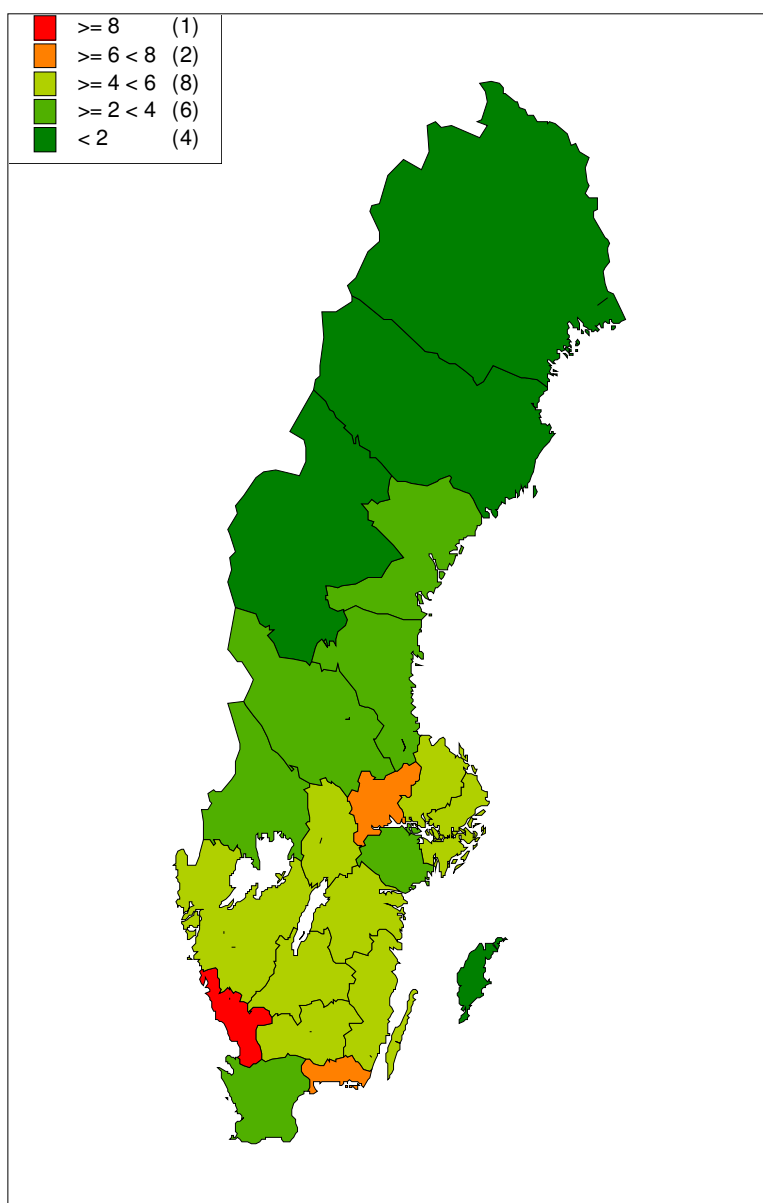 >= 8 (1)
>= 6 < 8 (2)
>= 4 < 6 (8)
>= 2 < 4 (6)
< 2 (4)